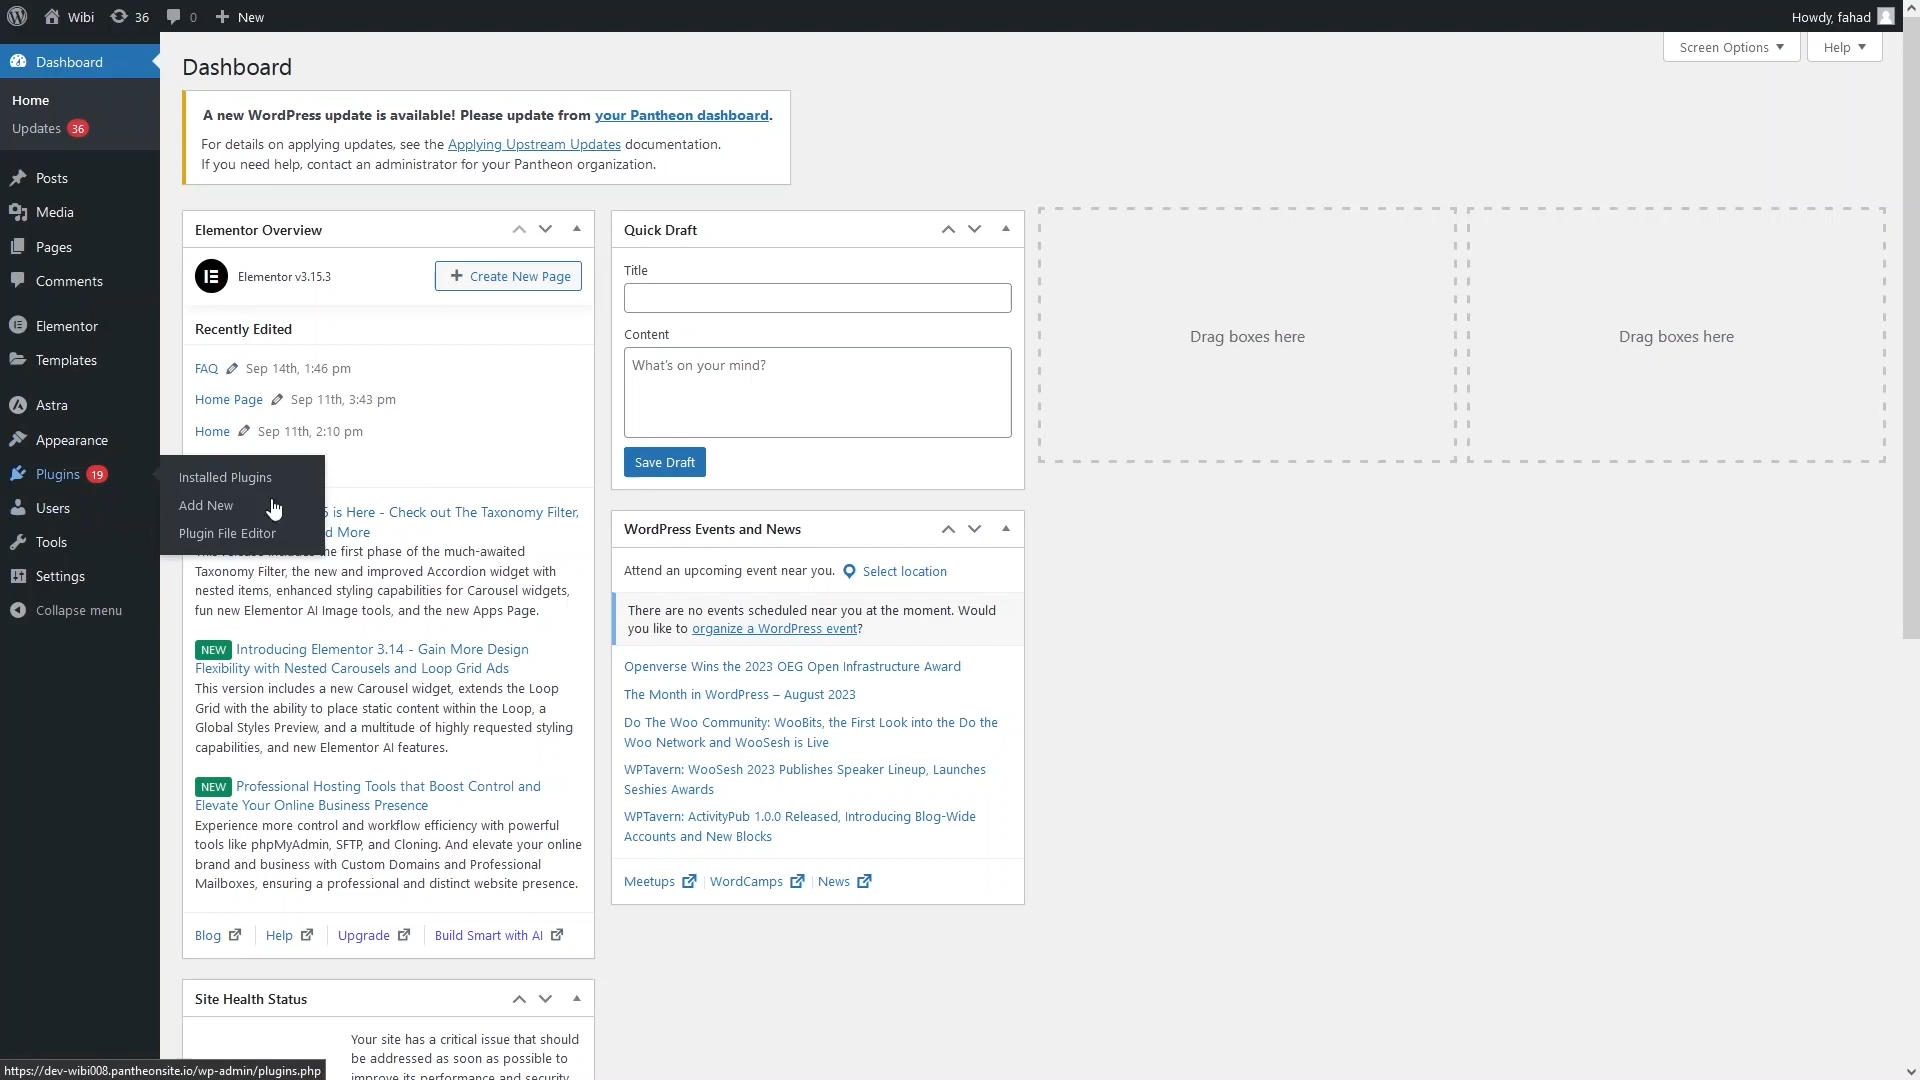 Wibi
36
0
New
Howdy, fahad
Dashboard
Home
Updates 36
Posts
Media
Pages
Comments
Elementor
Templates
Astra
Appearance
Plugins 19
Users
Tools
Settings
Collapse menu
Installed Plugins
Add New
Plugin File Editor
Screen Options
Help
Dashboard
A new WordPress update is available! Please update from your Pantheon dashboard.
For details on applying updates, see the Applying Upstream Updates documentation.
If you need help, contact an administrator for your Pantheon organization.
Elementor Overview
Elementor v3.15.3
Create New Page
Recently Edited
FAQ Sep 14th, 1:46 pm
Home Page Sep 11th, 3:43 pm
Home Sep 11th, 2:10 pm
is Here - Check out The Taxonomy Filter,
d More
the first phase of the much-awaited
Taxonomy Filter, the new and improved Accordion widget with
nested items, enhanced styling capabilities for Carousel widgets,
fun new Elementor AI Image tools, and the new Apps Page.
NEW Introducing Elementor 3.14 - Gain More Design
Flexibility with Nested Carousels and Loop Grid Ads
This version includes a new Carousel widget, extends the Loop
Grid with the ability to place static content within the Loop, a
Global Styles Preview, and a multitude of highly requested styling
capabilities, and new Elementor AI features.
NEW Professional Hosting Tools that Boost Control and
Elevate Your Online Business Presence
Experience more control and workflow efficiency with powerful
tools like phpMyAdmin, SFTP, and Cloning. And elevate your online
brand and business with Custom Domains and Professional
Mailboxes, ensuring a professional and distinct website presence.
Blog
Help
Upgrade
Build Smart with AI
Site Health Status
Your site has a critical issue that should
be addressed as soon as possible to
improve its performance and security.
Quick Draft
Title
Content
What's on your mind?
Save Draft
WordPress Events and News
Attend an upcoming event near you. Select location
There are no events scheduled near you at the moment. Would
you like to organize a WordPress event?
Openverse Wins the 2023 OEG Open Infrastructure Award
The Month in WordPress – August 2023
Do The Woo Community: WooBits, the First Look into the Do the
Woo Network and WooSesh is Live
WPTavern: WooSesh 2023 Publishes Speaker Lineup, Launches
Seshies Awards
WPTavern: ActivityPub 1.0.0 Released, Introducing Blog-Wide
Accounts and New Blocks
Meetups
WordCamps
News
Drag boxes here
Drag boxes here
https://dev-wibi008.pantheonsite.io/wp-admin/plugins.php